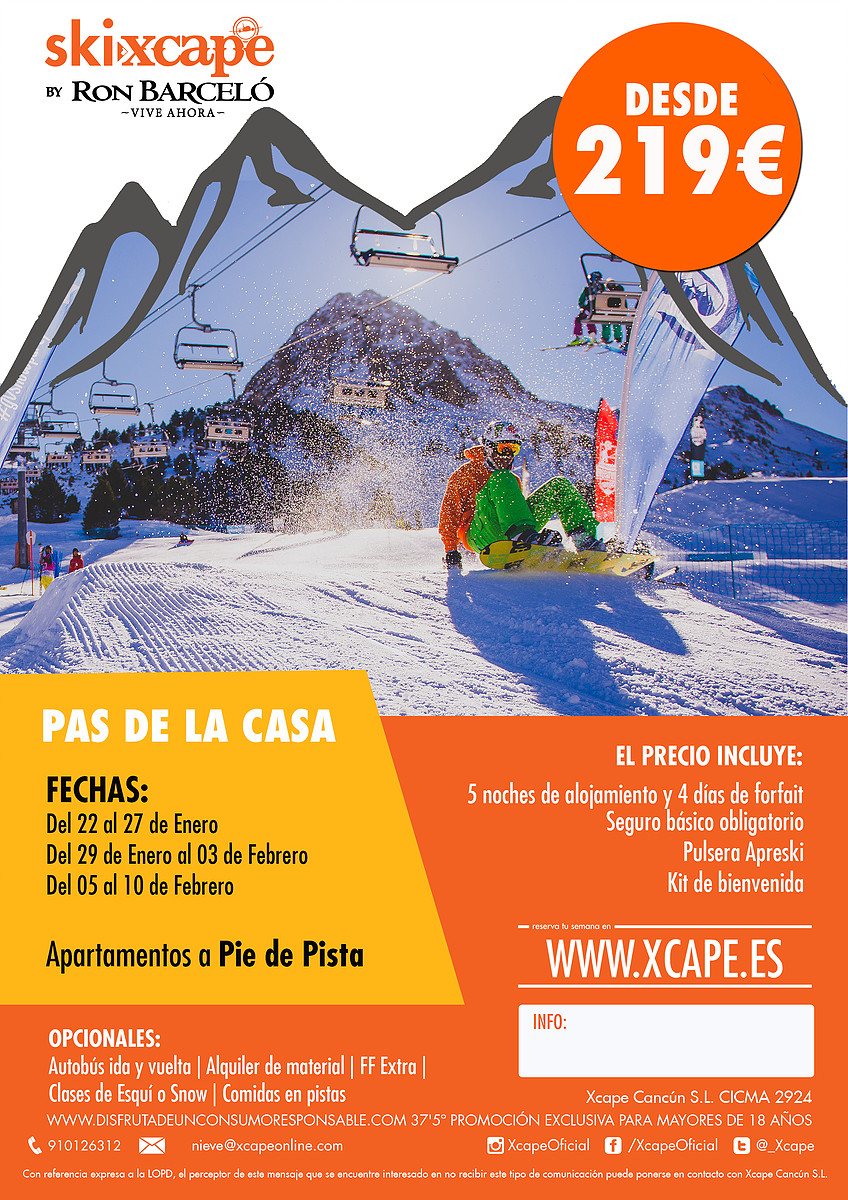 skixcape
BY RON BARCELÓ
~VIVE AHORA~
DESDE
219€
PAS DE LA CASA
FECHAS:
Del 22 al 27 de Enero
Del 29 de Enero al 03 de Febrero
Del 05 al 10 de Febrero
Apartamentos a Pie de Pista
EL PRECIO INCLUYE:
5 noches de alojamiento y 4 días de forfait
Seguro básico obligatorio
Pulsera Apreski
Kit de bienvenida
reserva tu semana en
WWW.XCAPE.ES
INFO:
OPCIONALES:
Autobús ida y vuelta | Alquiler de material | FF Extra |
Clases de Esquí o Snow | Comidas en pistas
Xcape Cancún S.L. CICMA 2924
WWW.DISFRUTADEUNCONSUMORESPONSABLE.COM 37'5º PROMOCIÓN EXCLUSIVA PARA MAYORES DE 18 AÑOS
910126312 nieve@xcapeonline.com XcapeOficial /XcapeOficial @_Xcape
Con referencia expresa a la LOPD, el perceptor de este mensaje que se encuentre interesado en no recibir este tipo de comunicación puede ponerse en contacto con Xcape Cancún S.L.